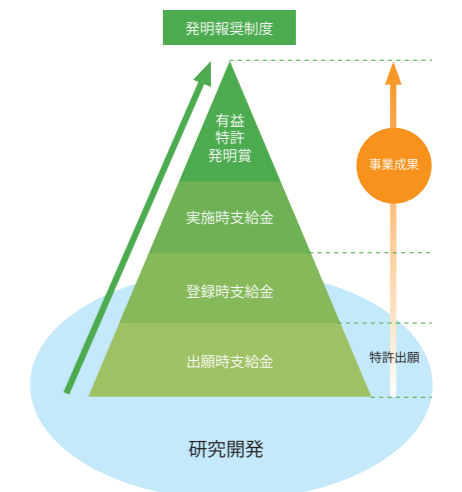 発明報奨制度
有益
特許
発明賞
事業成果
実施時支給金
登録時支給金
出願時支給金
特許出願
研究開発